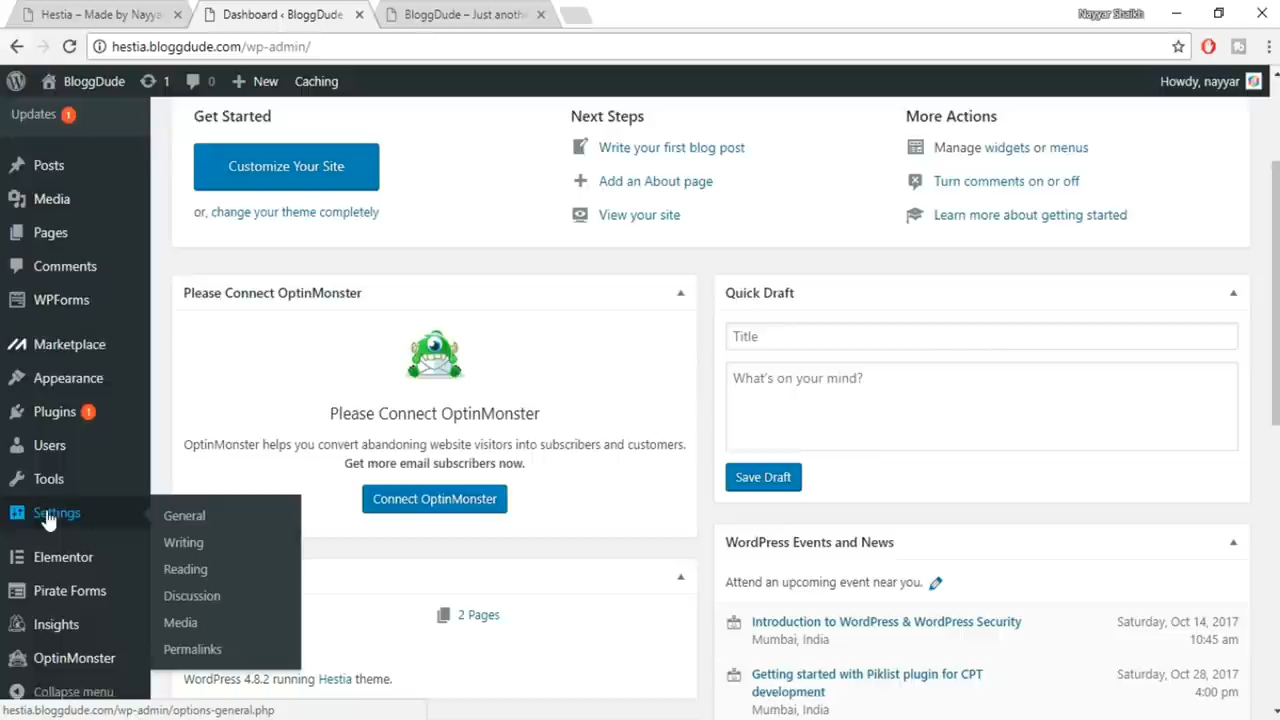 Hestia – Made by Nayya
Dashboard ‹ BloggDude
BloggDude – Just anoth
Nayyar Shaikh
hestia.bloggdude.com/wp-admin/
BloggDude
1
0
New
Caching
Howdy, nayyar
Updates 1
Posts
Media
Pages
Comments
WPForms
Marketplace
Appearance
Plugins 1
Users
Tools
Settings
Elementor
Pirate Forms
Insights
OptinMonster
Collapse menu
General
Writing
Reading
Discussion
Media
Permalinks
Get Started
Customize Your Site
or, change your theme completely
Next Steps
Write your first blog post
Add an About page
View your site
More Actions
Manage widgets or menus
Turn comments on or off
Learn more about getting started
Please Connect OptinMonster
Please Connect OptinMonster
OptinMonster helps you convert abandoning website visitors into subscribers and customers.
Get more email subscribers now.
Connect OptinMonster
2 Pages
WordPress 4.8.2 running Hestia theme.
Quick Draft
Title
What's on your mind?
Save Draft
WordPress Events and News
Attend an upcoming event near you.
Introduction to WordPress & WordPress Security
Mumbai, India
Saturday, Oct 14, 2017
10:45 am
Getting started with Piklist plugin for CPT
development
Mumbai, India
Saturday, Oct 28, 2017
4:00 pm
hestia.bloggdude.com/wp-admin/options-general.php